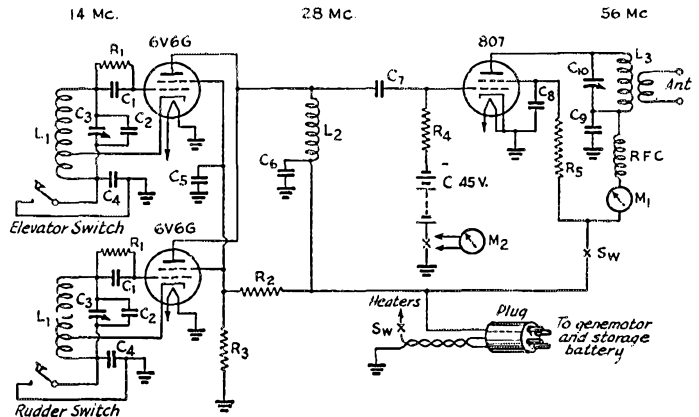 14 Mc.
28 Mc.
56 Mc
6V6G
807
R1
C1
C3
C2
L1
C4
C5
Elevator Switch
C7
L2
C6
R4
C 45V.
M2
C8
C10
L3
Ant
C9
R5
RFC
M1
Sw
6V6G
R1
C1
C3
C2
L1
C4
R2
R3
Rudder Switch
Heaters
Sw
Plug
To genemotor
and storage
battery